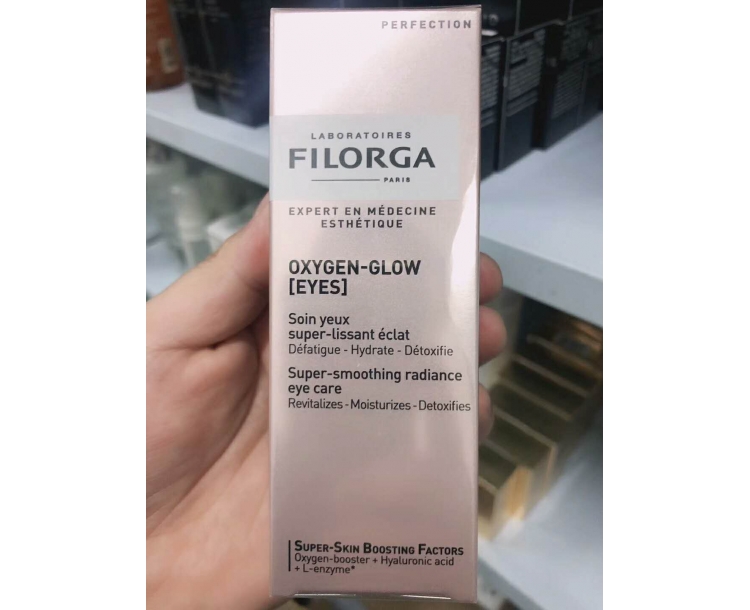 PERFECTION
LABORATOIRES
FILORGA
PARIS
EXPERT EN MÉDECINE
ESTHÉTIQUE
OXYGEN-GLOW
[EYES]
Soin yeux
super-lissant éclat
Défatigue - Hydrate - Détoxifie
Super-smoothing radiance
eye care
Revitalizes - Moisturizes - Detoxifies
SUPER-SKIN BOOSTING FACTORS
Oxygen-booster + Hyaluronic acid
+ L-enzyme*